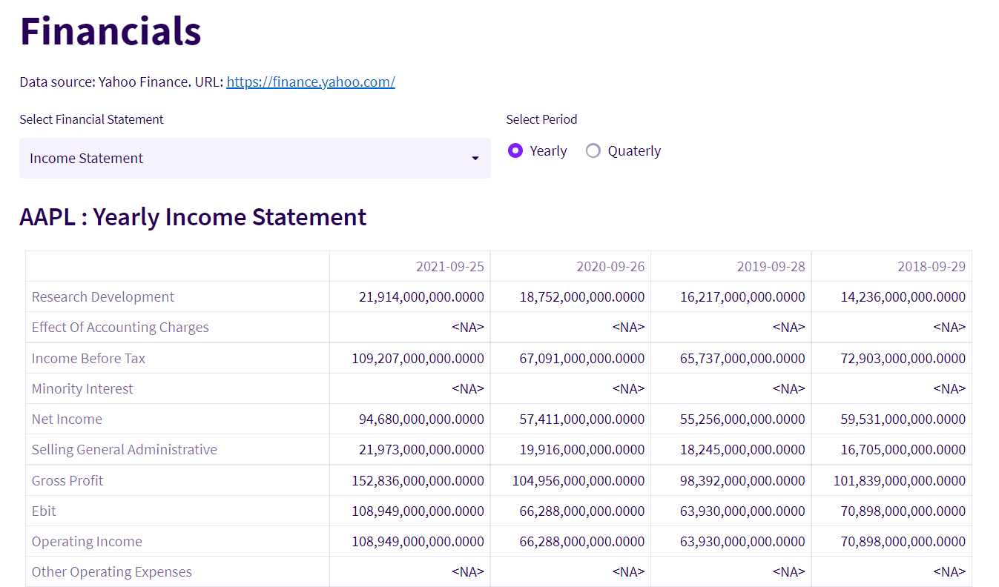 Financials
Data source: Yahoo Finance. URL: https://finance.yahoo.com/
Select Financial Statement
Select Period
Income Statement
Yearly Quaterly
AAPL : Yearly Income Statement
2021-09-25 2020-09-26 2019-09-28 2018-09-29
Research Development 21,914,000,000.0000 18,752,000,000.0000 16,217,000,000.0000 14,236,000,000.0000
Effect Of Accounting Charges <NA> <NA> <NA> <NA>
Income Before Tax 109,207,000,000.0000 67,091,000,000.0000 65,737,000,000.0000 72,903,000,000.0000
Minority Interest <NA> <NA> <NA> <NA>
Net Income 94,680,000,000.0000 57,411,000,000.0000 55,256,000,000.0000 59,531,000,000.0000
Selling General Administrative 21,973,000,000.0000 19,916,000,000.0000 18,245,000,000.0000 16,705,000,000.0000
Gross Profit 152,836,000,000.0000 104,956,000,000.0000 98,392,000,000.0000 101,839,000,000.0000
Ebit 108,949,000,000.0000 66,288,000,000.0000 63,930,000,000.0000 70,898,000,000.0000
Operating Income 108,949,000,000.0000 66,288,000,000.0000 63,930,000,000.0000 70,898,000,000.0000
Other Operating Expenses <NA> <NA> <NA> <NA>